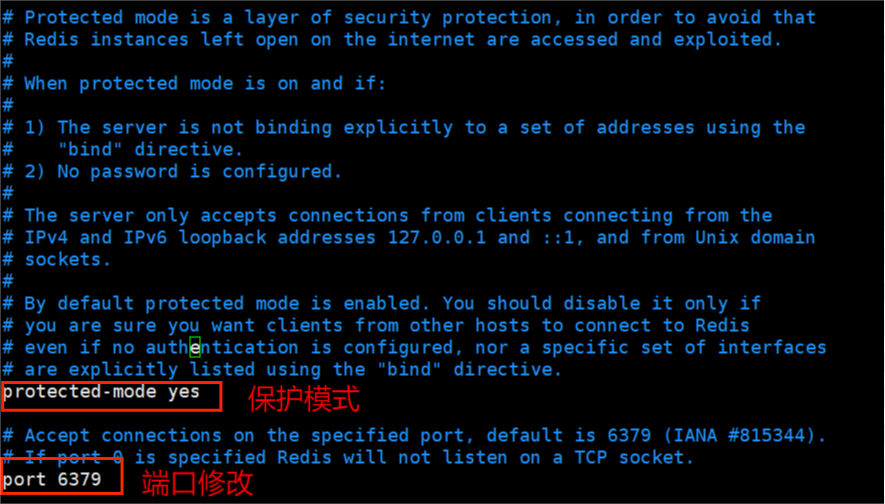 # Protected mode is a layer of security protection, in order to avoid that
# Redis instances left open on the internet are accessed and exploited.
#
# When protected mode is on and if:
#
# 1) The server is not binding explicitly to a set of addresses using the
#    "bind" directive.
# 2) No password is configured.
#
# The server only accepts connections from clients connecting from the
# IPv4 and IPv6 loopback addresses 127.0.0.1 and ::1, and from Unix domain
# sockets.
#
# By default protected mode is enabled. You should disable it only if
# you are sure you want clients from other hosts to connect to Redis
# even if no authentication is configured, nor a specific set of interfaces
# are explicitly listed using the "bind" directive.
protected-mode yes 保护模式
# Accept connections on the specified port, default is 6379 (IANA #815344).
# If port 0 is specified Redis will not listen on a TCP socket.
port 6379 端口修改